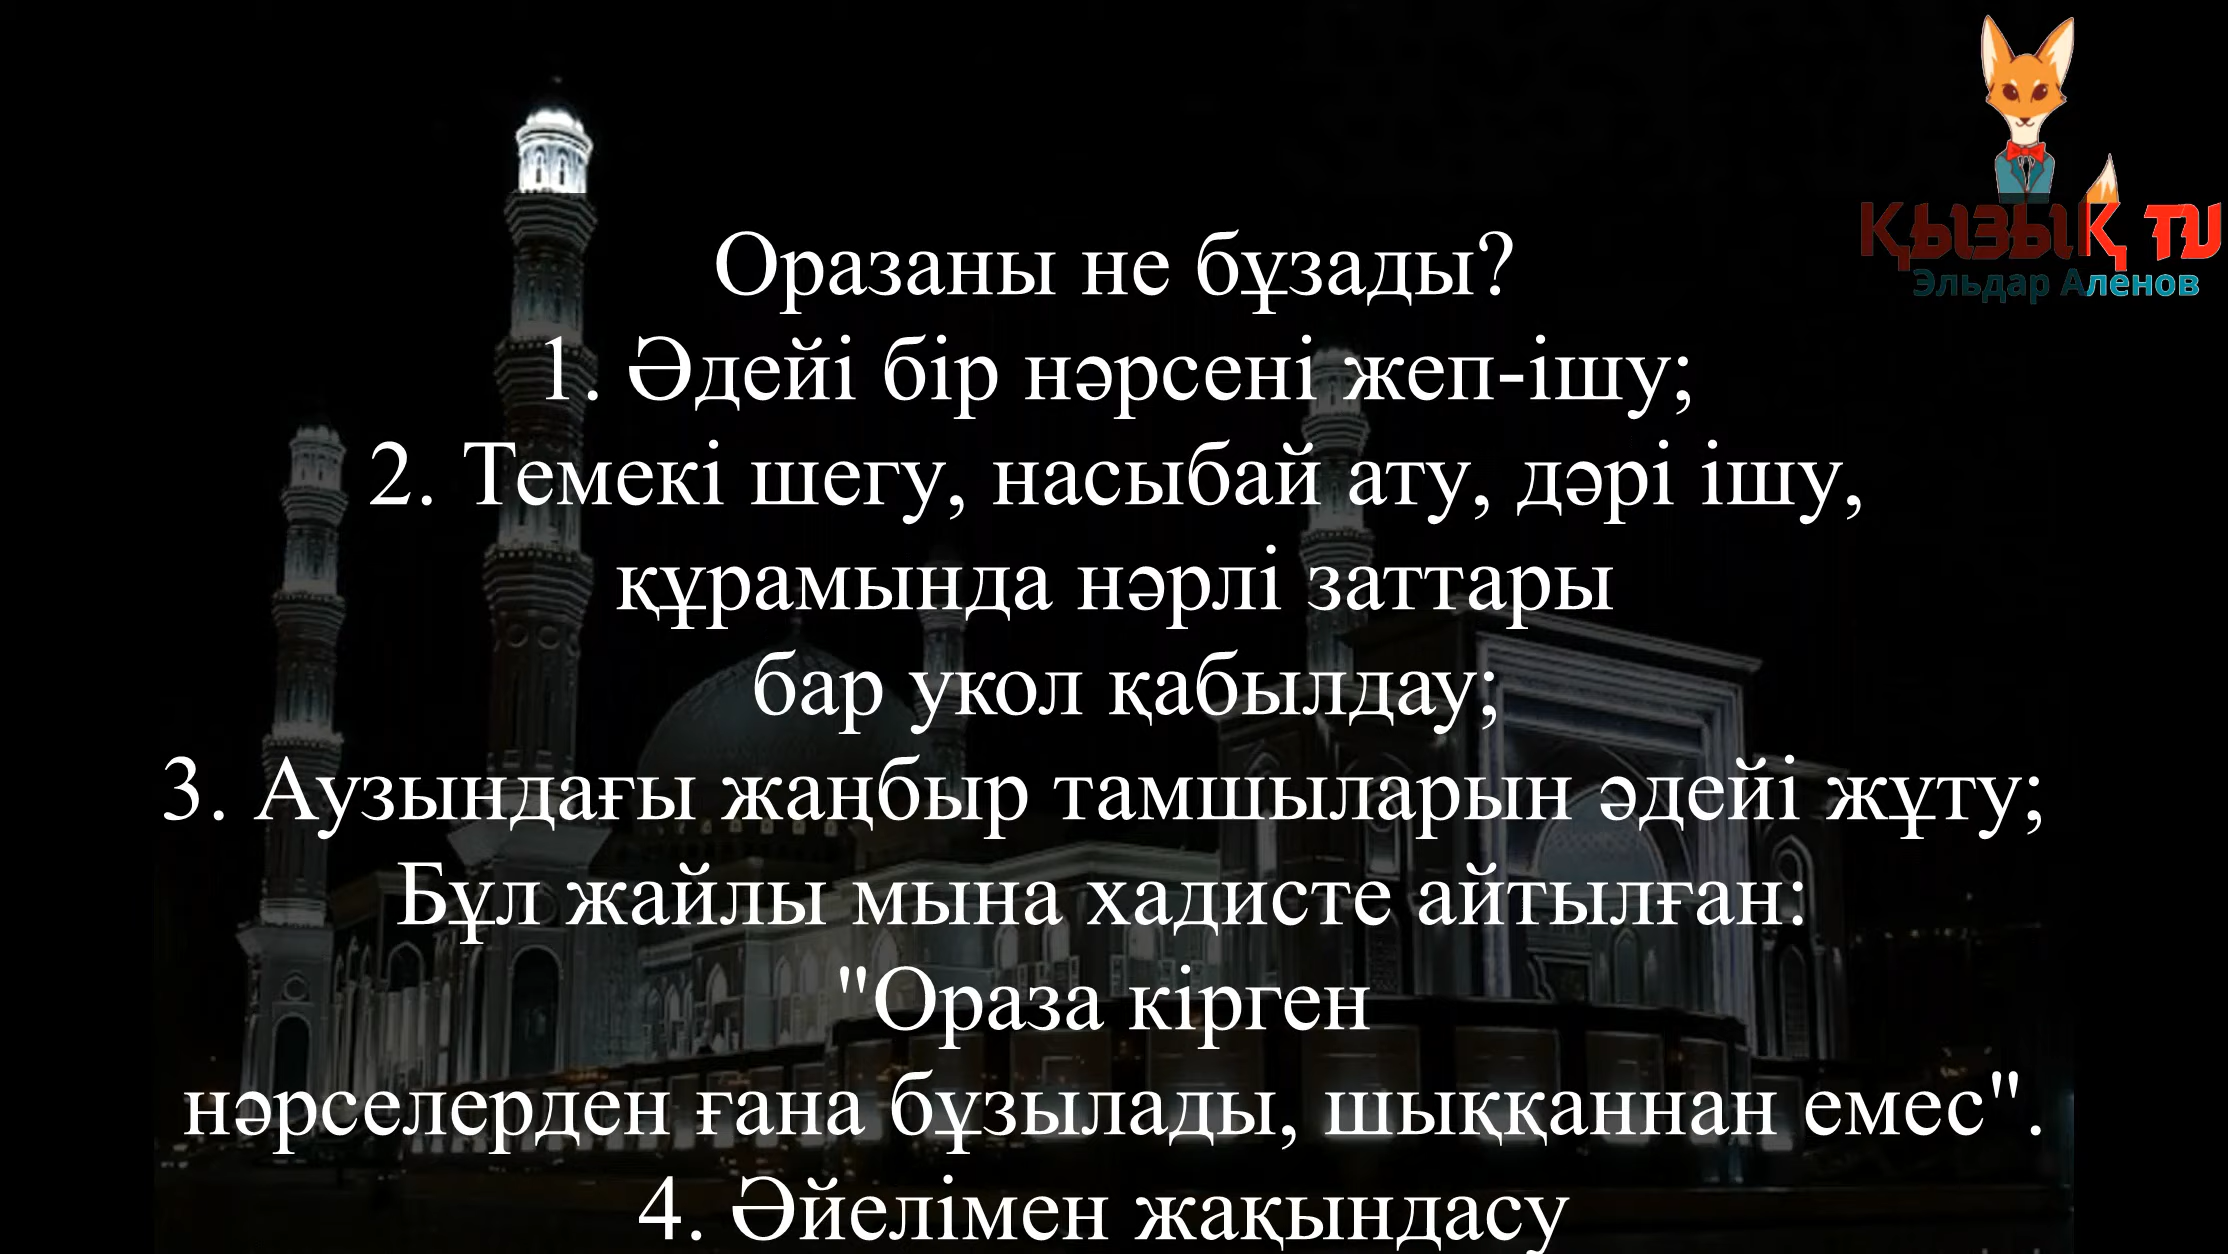 ҚЫЗЫҚ TV
Эльдар Аленов
Оразаны не бұзады?
1. Әдейі бір нәрсені жеп-ішу;
2. Темекі шегу, насыбай ату, дәрі ішу,
құрамында нәрлі заттары
бар укол қабылдау;
3. Аузындағы жаңбыр тамшыларын әдейі жұту;
Бұл жайлы мына хадисте айтылған:
"Ораза кірген
нәрселерден ғана бұзылады, шыққаннан емес".
4. Әйелімен жақындасу